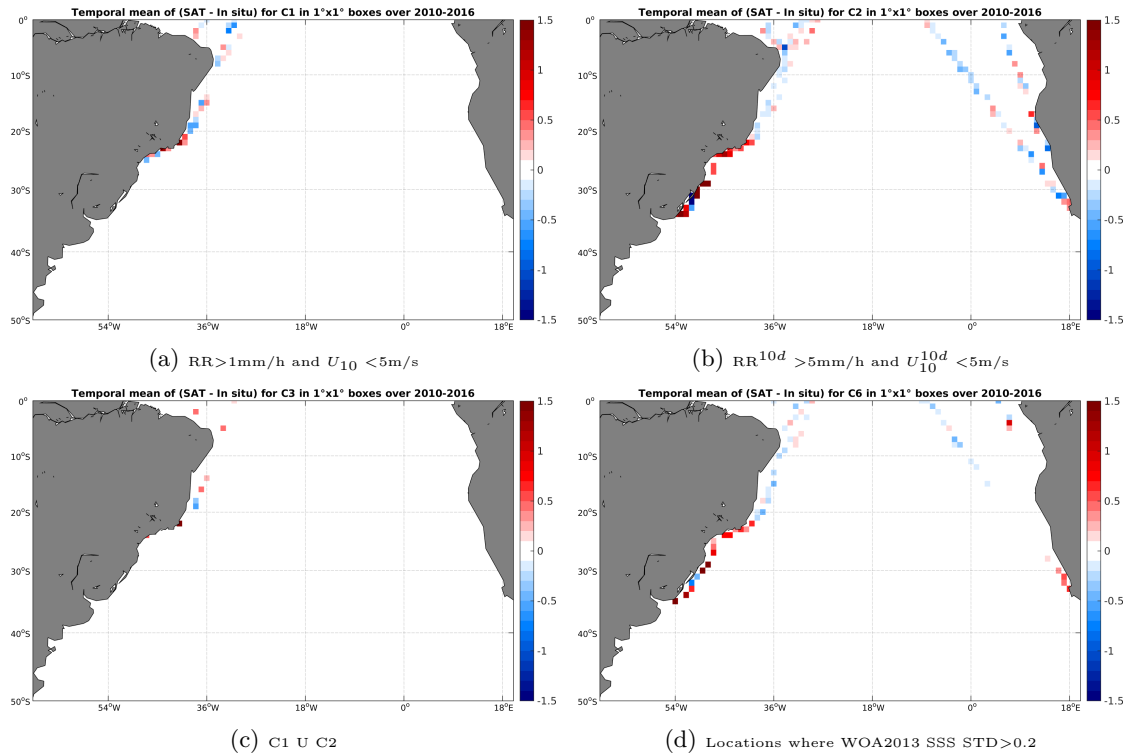 Temporal mean of (SAT - In situ) for C1 in 1°x1° boxes over 2010-2016
0°
10°S
20°S
30°S
40°S
50°S
54°W
36°W
18°W
0°
18°E
1.5
1
0.5
0
-0.5
-1
-1.5
(a) RR>1mm/h and U₁₀ <5m/s
Temporal mean of (SAT - In situ) for C2 in 1°x1° boxes over 2010-2016
0°
10°S
20°S
30°S
40°S
50°S
54°W
36°W
18°W
0°
18°E
1.5
1
0.5
0
-0.5
-1
-1.5
(b) RR^{10d} >5mm/h and U_{10}^{10d} <5m/s
Temporal mean of (SAT - In situ) for C3 in 1°x1° boxes over 2010-2016
0°
10°S
20°S
30°S
40°S
50°S
54°W
36°W
18°W
0°
18°E
1.5
1
0.5
0
-0.5
-1
-1.5
(c) C1 U C2
Temporal mean of (SAT - In situ) for C6 in 1°x1° boxes over 2010-2016
0°
10°S
20°S
30°S
40°S
50°S
54°W
36°W
18°W
0°
18°E
1.5
1
0.5
0
-0.5
-1
-1.5
(d) Locations where WOA2013 SSS STD>0.2